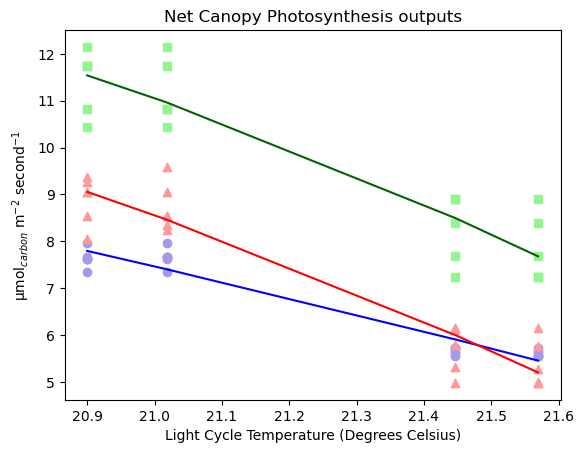 Net Canopy Photosynthesis outputs
12
11
10
9
8
7
6
5
µmol_carbon m⁻² second⁻¹
20.9 21.0 21.1 21.2 21.3 21.4 21.5 21.6
Light Cycle Temperature (Degrees Celsius)